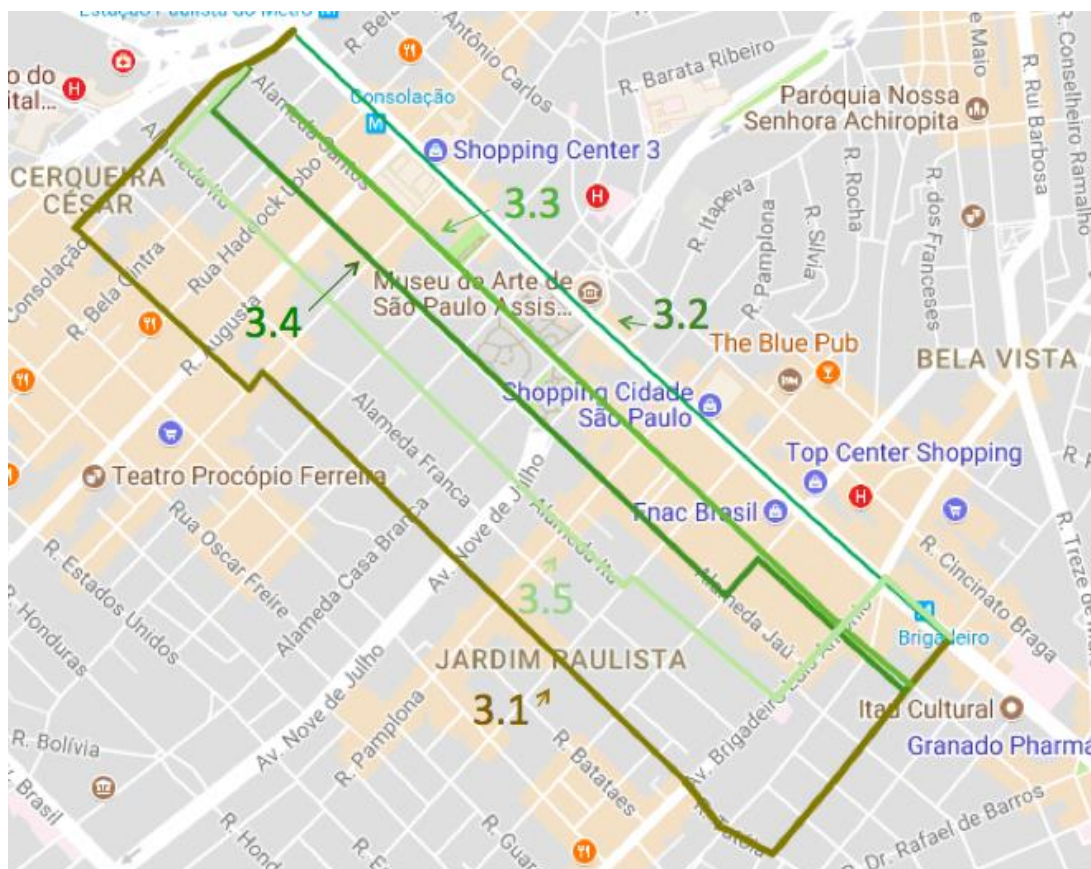 Estação Paulista do Metrô
R. Bela
R. Antônio Carlos
R. Barata Ribeiro
de Maio
R. Conselheiro Ramalho
R. Rui Barbosa
o do
ital...
H
Alameda Santos
Consolação
M
Paróquia Nossa
Senhora Achiropita
Shopping Center 3
Alameda Itu
CERQUEIRA
CÉSAR
Rua Haddock Lobo
H
R. Itapeva
R. Pamplona
R. Sílvia
R. Rocha
R. dos Franceses
3.3
Consolação
R. Bela Cintra
R. Augusta
3.4
Museu de Arte de
São Paulo Assis...
3.2
The Blue Pub
BELA VISTA
Shopping Cidade
São Paulo
Alameda Franca
Top Center Shopping
H
Teatro Procópio Ferreira
Fnac Brasil
Rua Oscar Freire
Alameda Casa Branca
Av. Nove de Julho
Alameda Itu
R. Cincinato Braga
R. Treze
R. Estados Unidos
R. Honduras
3.5
Alameda Jaú
M
Brigadeiro
JARDIM PAULISTA
Av. Nove de Julho
3.1
Itaú Cultural
Granado Pharmá
R. Bolívia
R. Pamplona
R. Batataes
Av. Brigadeiro Luís Antônio
Av. Brasil
R. Tutóia
R. Dr. Rafael de Barros
R. Hond
R. Guar